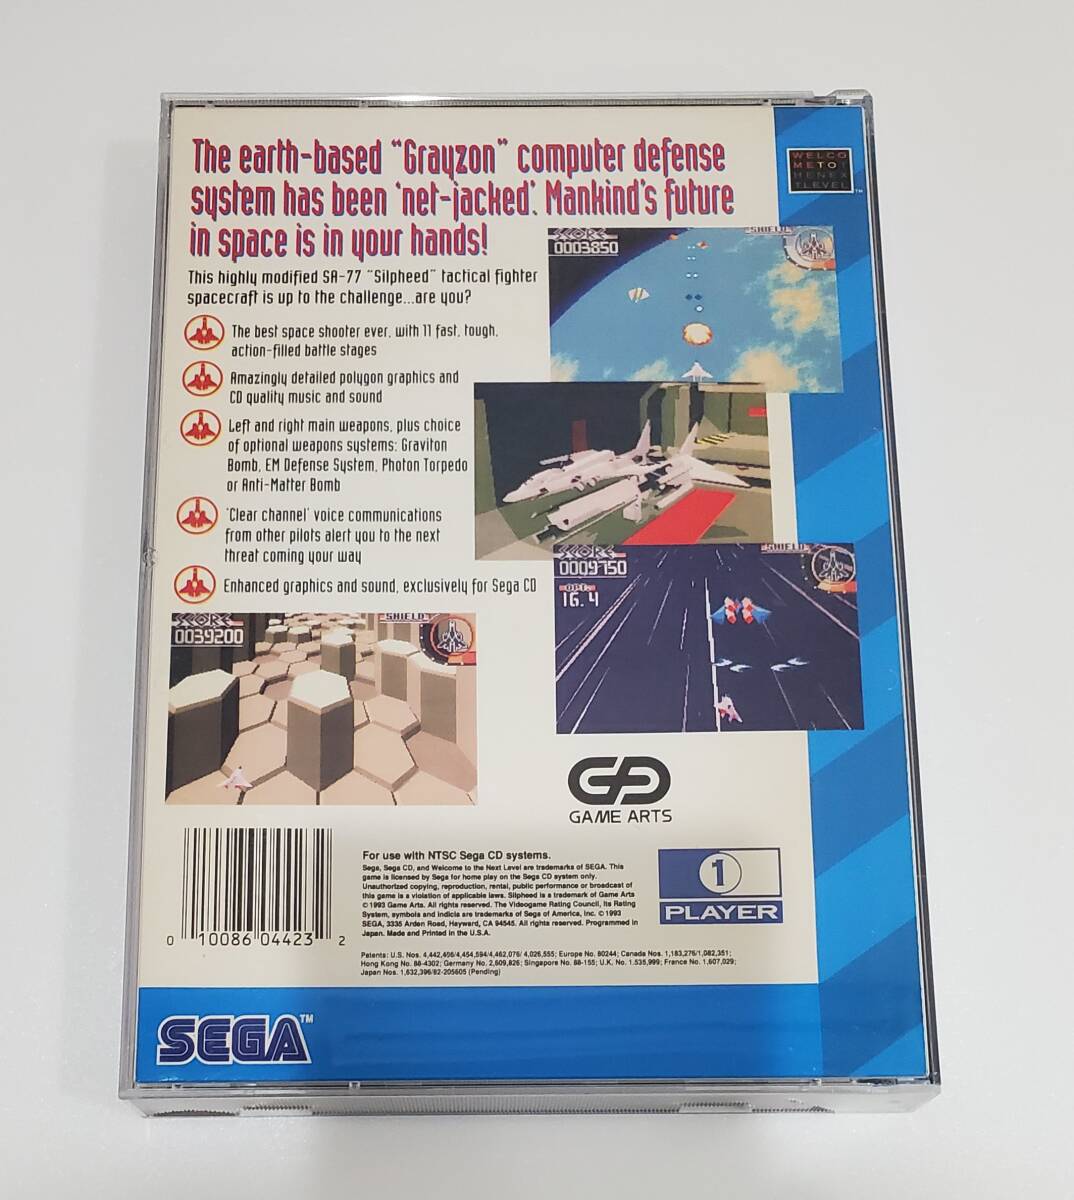 The earth-based "Grayzon" computer defense
system has been 'net-jacked'. Mankind's future
in space is in your hands!
WELCO
METOT
HENEX
TLEVEL
TM
This highly modified SA-77 "Silpheed" tactical fighter
spacecraft is up to the challenge...are you?
The best space shooter ever, with 11 fast, tough,
action-filled battle stages
Amazingly detailed polygon graphics and
CD quality music and sound
Left and right main weapons, plus choice
of optional weapons systems: Graviton
Bomb, EM Defense System, Photon Torpedo
or Anti-Matter Bomb
'Clear channel' voice communications
from other pilots alert you to the next
threat coming your way
Enhanced graphics and sound, exclusively for Sega CD
SCORE
0003850
SHIELD
SCORE
0009750
OPT.
16.4
SHIELD
SCORE
0039200
SHIELD
GAME ARTS
0 10086 04423 2
For use with NTSC Sega CD systems.
Sega, Sega CD, and Welcome to the Next Level are trademarks of SEGA. This
game is licensed by Sega for home play on the Sega CD system only.
Unauthorized copying, reproduction, rental, public performance or broadcast of
this game is a violation of applicable laws. Silpheed is a trademark of Game Arts
© 1993 Game Arts. All rights reserved. The Videogame Rating Council, its Rating
System, symbols and indicia are trademarks of Sega of America, Inc. © 1993
SEGA, 3335 Arden Road, Hayward, CA 94545. All rights reserved. Programmed in
Japan. Made and Printed in the U.S.A.
Patents: U.S. Nos. 4,442,486/4,454,594/4,462,076/ 4,026,555; Europe No. 80244; Canada Nos. 1,183,276/1,082,351;
Hong Kong No. 88-4302; Germany No. 2,609,826; Singapore No. 88-155; U.K. No. 1,535,999; France No. 1,607,029;
Japan Nos. 1,632,396/82-205605 (Pending)
1
PLAYER
SEGA™